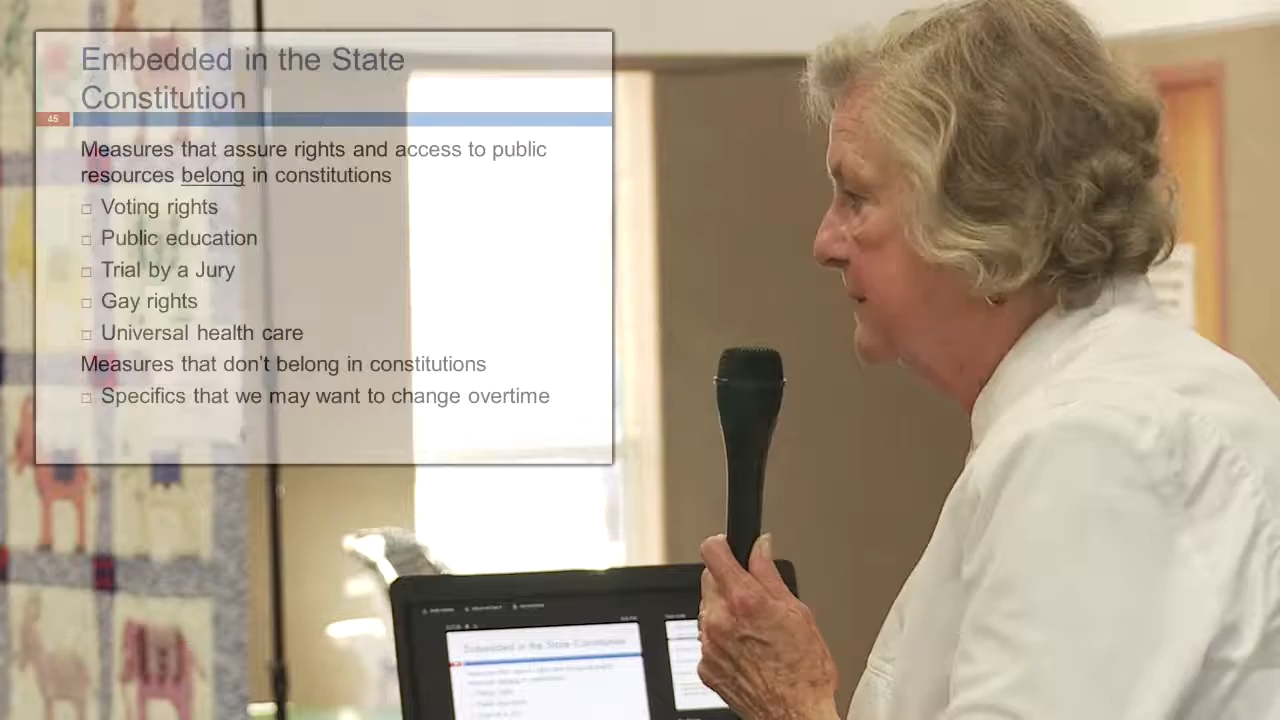 Embedded in the State
Constitution
45
Measures that assure rights and access to public
resources belong in constitutions
□ Voting rights
□ Public education
□ Trial by a Jury
□ Gay rights
□ Universal health care
Measures that don't belong in constitutions
□ Specifics that we may want to change overtime
Embedded in the State Constitution